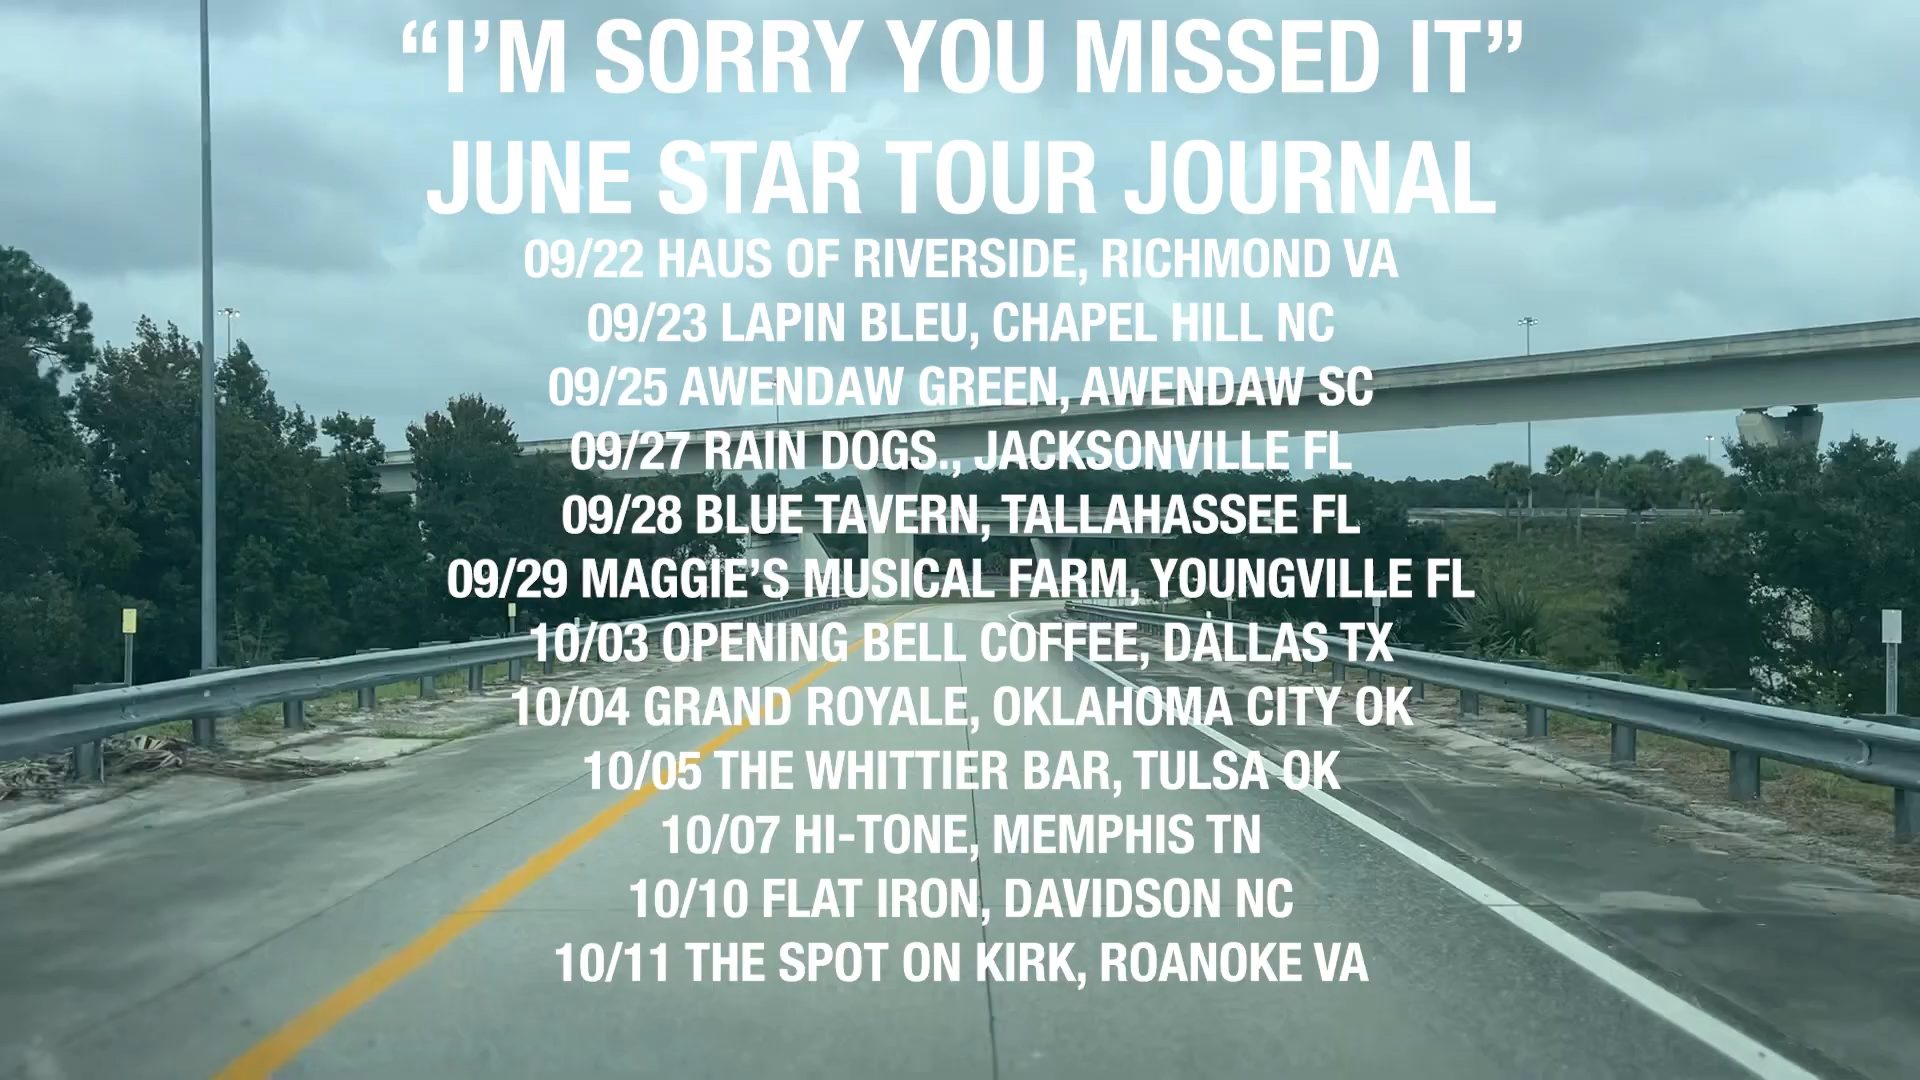 “I’M SORRY YOU MISSED IT”
JUNE STAR TOUR JOURNAL
09/22 HAUS OF RIVERSIDE, RICHMOND VA
09/23 LAPIN BLEU, CHAPEL HILL NC
09/25 AWENDAW GREEN, AWENDAW SC
09/27 RAIN DOGS., JACKSONVILLE FL
09/28 BLUE TAVERN, TALLAHASSEE FL
09/29 MAGGIE’S MUSICAL FARM, YOUNGVILLE FL
10/03 OPENING BELL COFFEE, DALLAS TX
10/04 GRAND ROYALE, OKLAHOMA CITY OK
10/05 THE WHITTIER BAR, TULSA OK
10/07 HI-TONE, MEMPHIS TN
10/10 FLAT IRON, DAVIDSON NC
10/11 THE SPOT ON KIRK, ROANOKE VA